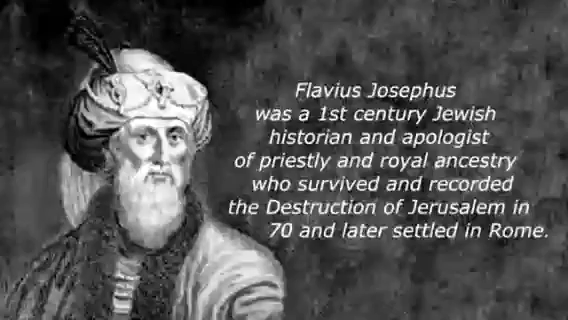 Flavius Josephus
was a 1st century Jewish
historian and apologist
of priestly and royal ancestry
who survived and recorded
the Destruction of Jerusalem in
70 and later settled in Rome.